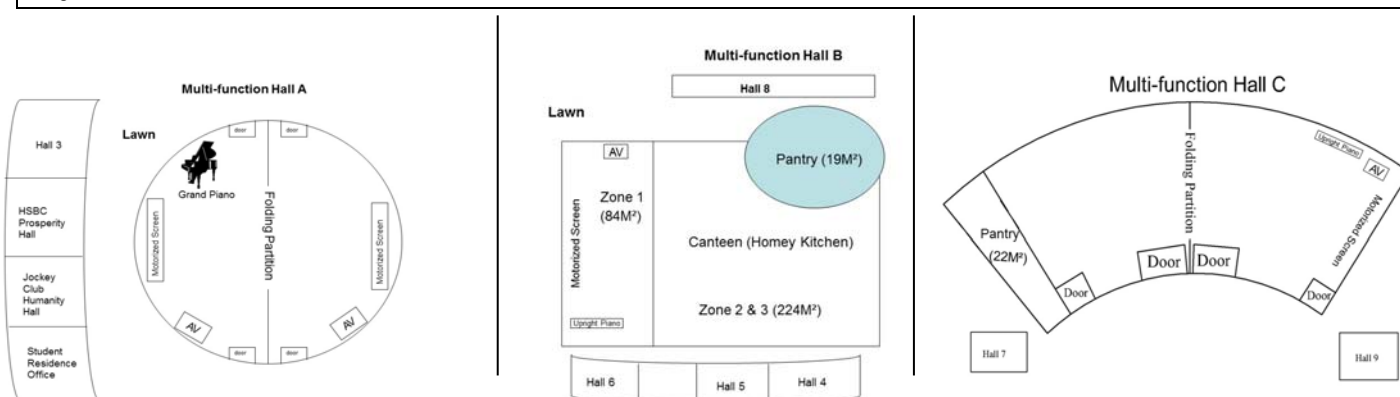 Multi-function Hall A
Lawn
Hall 3
HSBC
Prosperity
Hall
Jockey
Club
Humanity
Hall
Student
Residence
Office
door
door
Grand Piano
Motorized Screen
Folding Partition
Motorized Screen
AV
AV
door
door
Multi-function Hall B
Hall 8
Lawn
AV
Pantry (19M²)
Zone 1
(84M²)
Motorized Screen
Canteen (Homey Kitchen)
Zone 2 & 3 (224M²)
Upright Piano
Hall 6
Hall 5
Hall 4
Multi-function Hall C
Folding Partition
Upright Piano
AV
Motorized Screen
Pantry
(22M²)
Door
Door
Door
Door
Hall 7
Hall 9